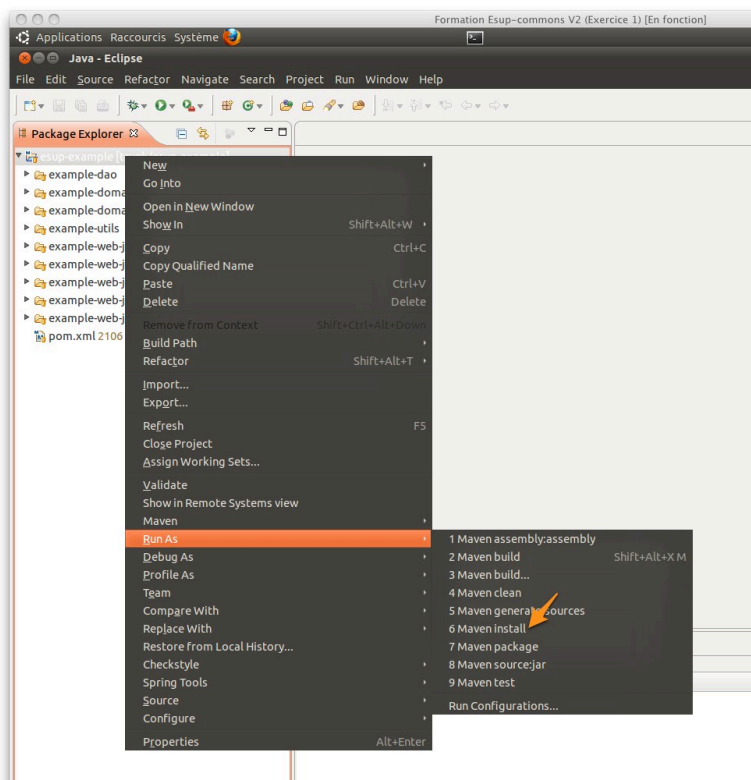 Formation Esup-commons V2 (Exercice 1) [En fonction]
Applications Raccourcis Système
Java - Eclipse
File Edit Source Refactor Navigate Search Project Run Window Help
Package Explorer
esup-example
example-dao
example-doma
example-doma
example-utils
example-web-j
example-web-j
example-web-j
example-web-j
example-web-j
pom.xml 2106
New
Go Into
Open in New Window
Show In Shift+Alt+W
Copy Ctrl+C
Copy Qualified Name
Paste Ctrl+V
Delete Delete
Remove from Context Shift+Ctrl+Alt+Down
Build Path
Refactor Shift+Alt+T
Import...
Export...
Refresh F5
Close Project
Assign Working Sets...
Validate
Show in Remote Systems view
Maven
Run As
Debug As
Profile As
Team
Compare With
Replace With
Restore from Local History...
Checkstyle
Spring Tools
Source
Configure
Properties Alt+Enter
1 Maven assembly:assembly
2 Maven build Shift+Alt+X M
3 Maven build...
4 Maven clean
5 Maven generate-sources
6 Maven install
7 Maven package
8 Maven source:jar
9 Maven test
Run Configurations...